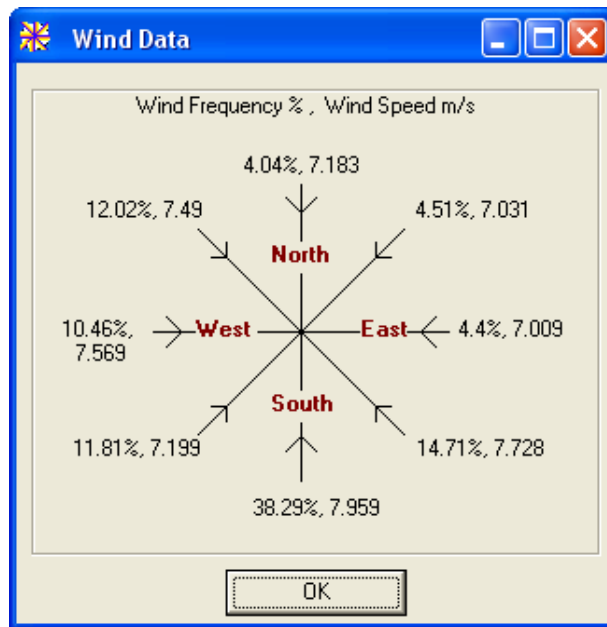 Wind Data
Wind Frequency % , Wind Speed m/s
4.04%, 7.183
12.02%, 7.49
4.51%, 7.031
North
10.46%,
7.569
West
East
4.4%, 7.009
South
11.81%, 7.199
14.71%, 7.728
38.29%, 7.959
OK